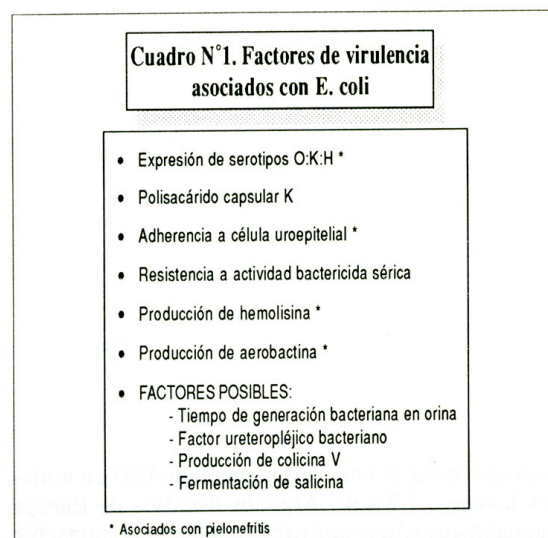 Cuadro N°1. Factores de virulencia
asociados con E. coli
• Expresión de serotipos O:K:H *
• Polisacárido capsular K
• Adherencia a célula uroepitelial *
• Resistencia a actividad bactericida sérica
• Producción de hemolisina *
• Producción de aerobactina *
• FACTORES POSIBLES:
- Tiempo de generación bacteriana en orina
- Factor ureteropléjico bacteriano
- Producción de colicina V
- Fermentación de salicina
* Asociados con pielonefritis